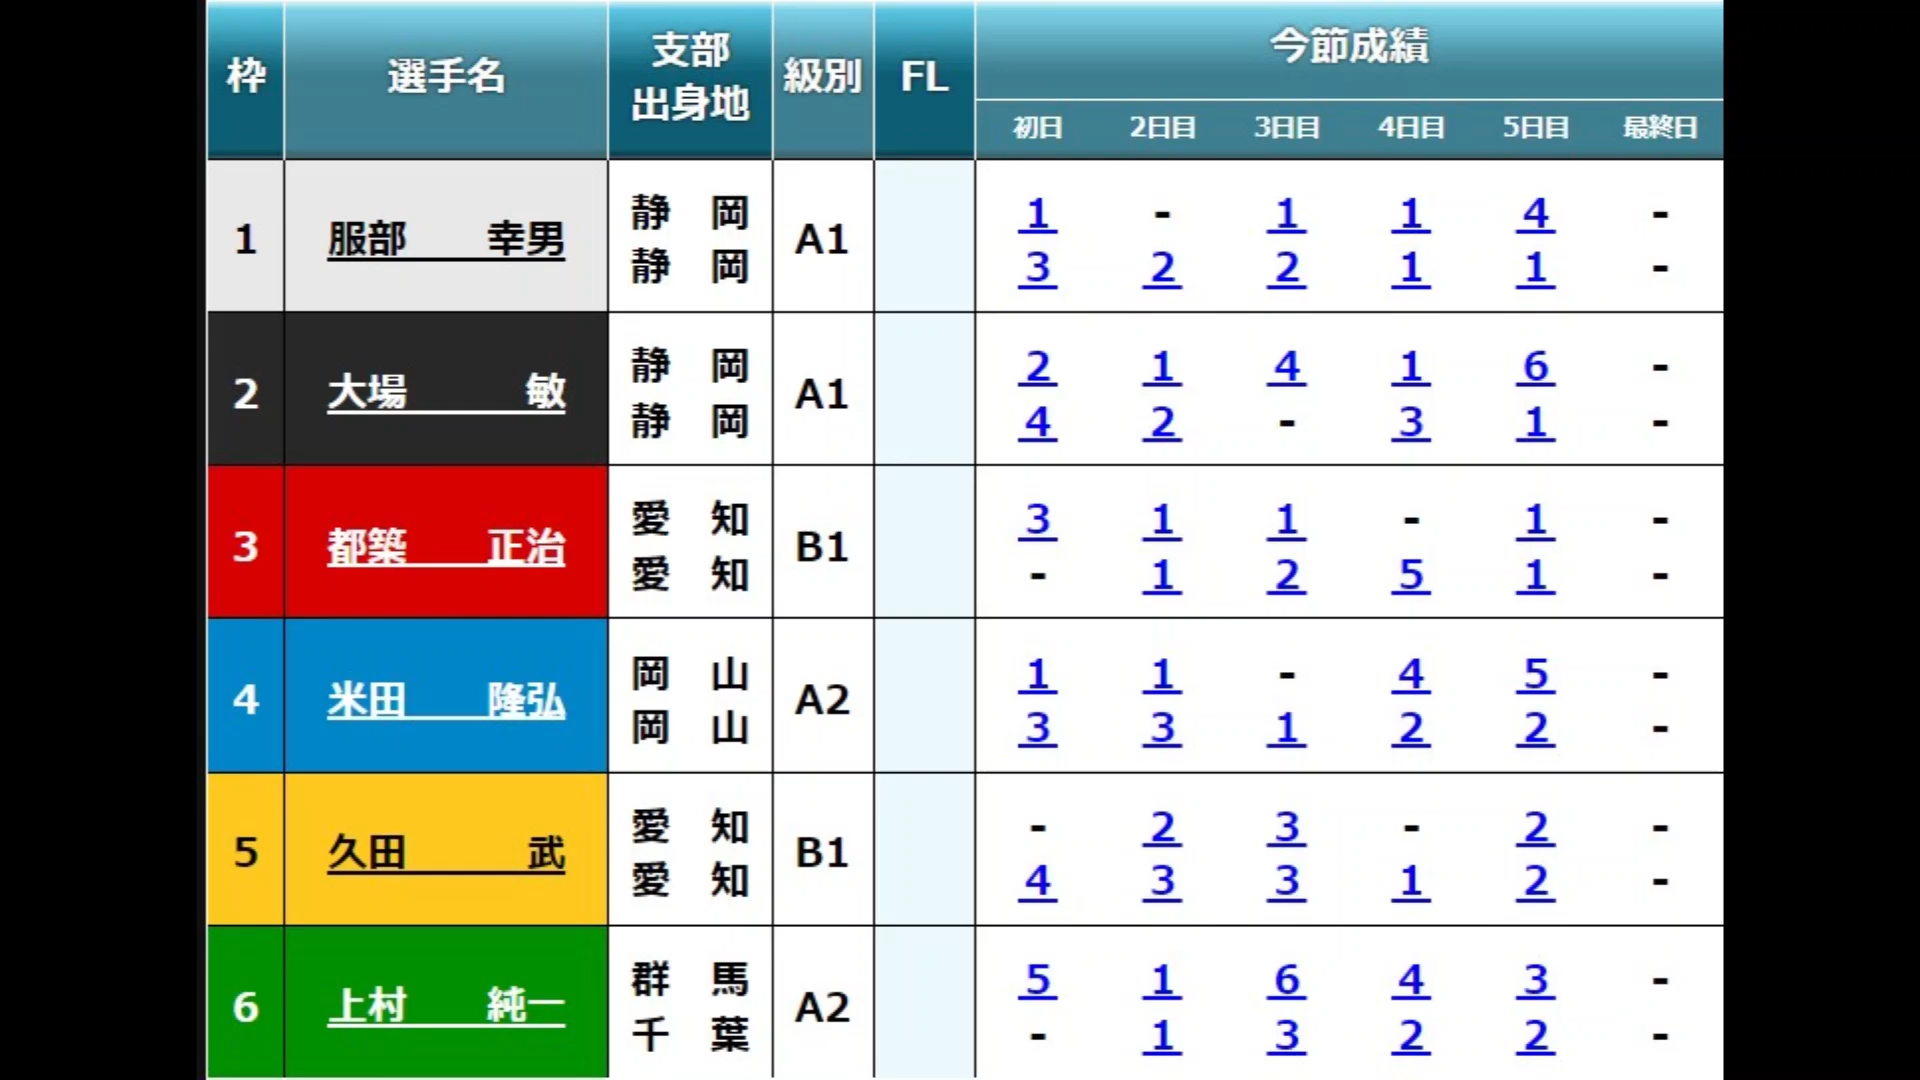 枠 選手名 支部 出身地 級別 FL 今節成績
初日 2日目 3日目 4日目 5日目 最終日
1 服部 幸男 静 岡 A1 1 - 1 1 4 -
静 岡 3 2 2 1 1 -
2 大場 敏 静 岡 A1 2 1 4 1 6 -
静 岡 4 2 - 3 1 -
3 都築 正治 愛 知 B1 3 1 1 - 1 -
愛 知 - 1 2 5 1 -
4 米田 隆弘 岡 山 A2 1 1 - 4 5 -
岡 山 3 3 1 2 2 -
5 久田 武 愛 知 B1 - 2 3 - 2 -
愛 知 4 3 3 1 2 -
6 上村 純一 群 馬 A2 5 1 6 4 3 -
千 葉 - 1 3 2 2 -